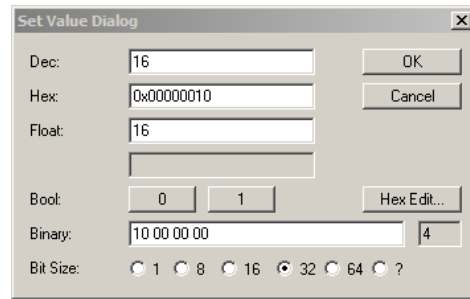 Set Value Dialog
Dec: 16 OK
Hex: 0x00000010 Cancel
Float: 16
Bool: 0 1 Hex Edit...
Binary: 10 00 00 00 4
Bit Size: 1 8 16 32 64 ?